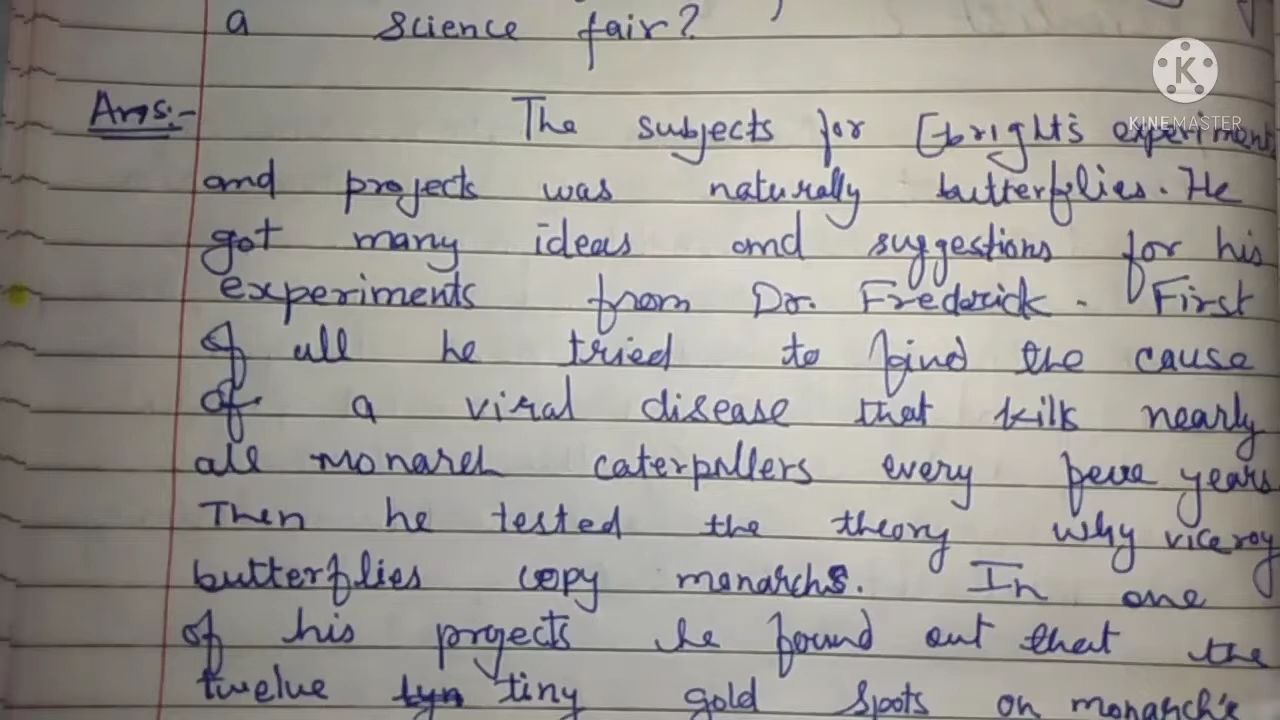 a science fair?
KINEMASTER
Ans:- The subjects for Ebright's experiment
and projects was naturally butterflies. He
got many ideas and suggestions for his
experiments from Dr. Frederick. First
of all he tried to find the cause
of a viral disease that kills nearly
all monarch caterpillers every few years
Then he tested the theory why viceroy
butterflies copy monarchs. In one
of his projects he found out that the
twelve tiny gold spots on monarch's